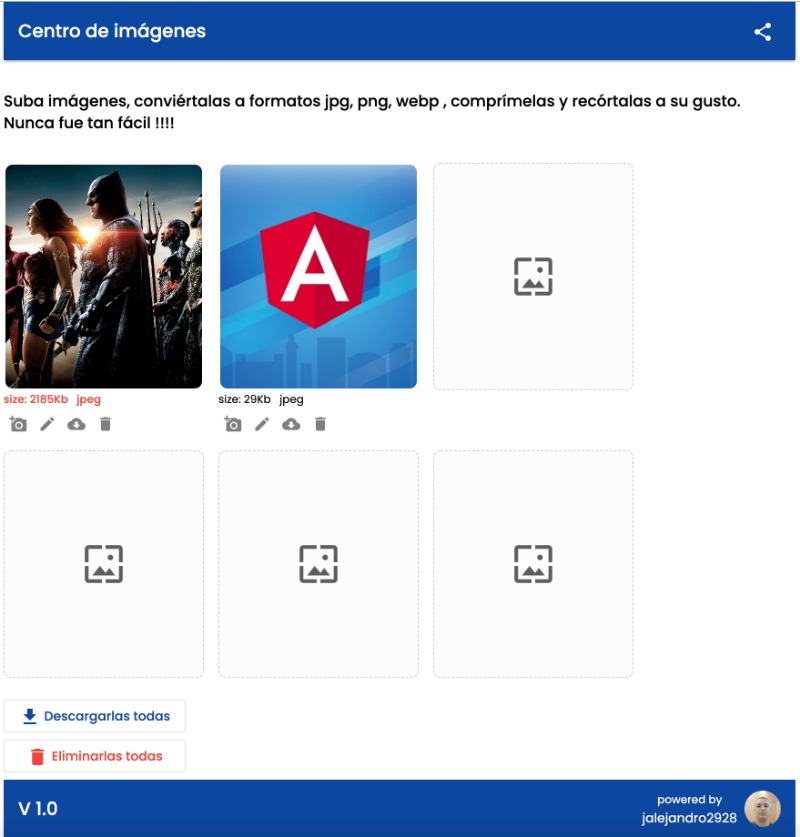 Centro de imágenes
Suba imágenes, conviértalas a formatos jpg, png, webp , comprímelas y recórtalas a su gusto.
Nunca fue tan fácil !!!!
A
size: 2185Kb jpeg
size: 29Kb jpeg
Descargarlas todas
Eliminarlas todas
V 1.0
powered by
jalejandro2928